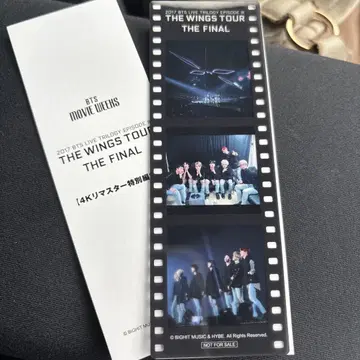 BTS
MOVIE WEEKS
2017 BTS LIVE TRILOGY EPISODE III
THE WINGS TOUR
THE FINAL
[4Kリマスター特別編
© BIGHIT MUSIC &
2017 BTS LIVE TRILOGY EPISODE III
THE WINGS TOUR
THE FINAL
© BIGHIT MUSIC & HYBE. All Rights Reserved.
NOT FOR SALE